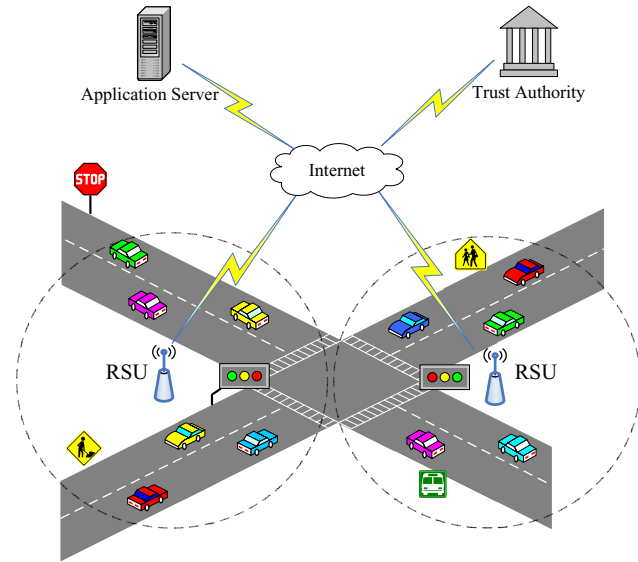 Application Server
Trust Authority
Internet
STOP
RSU
RSU